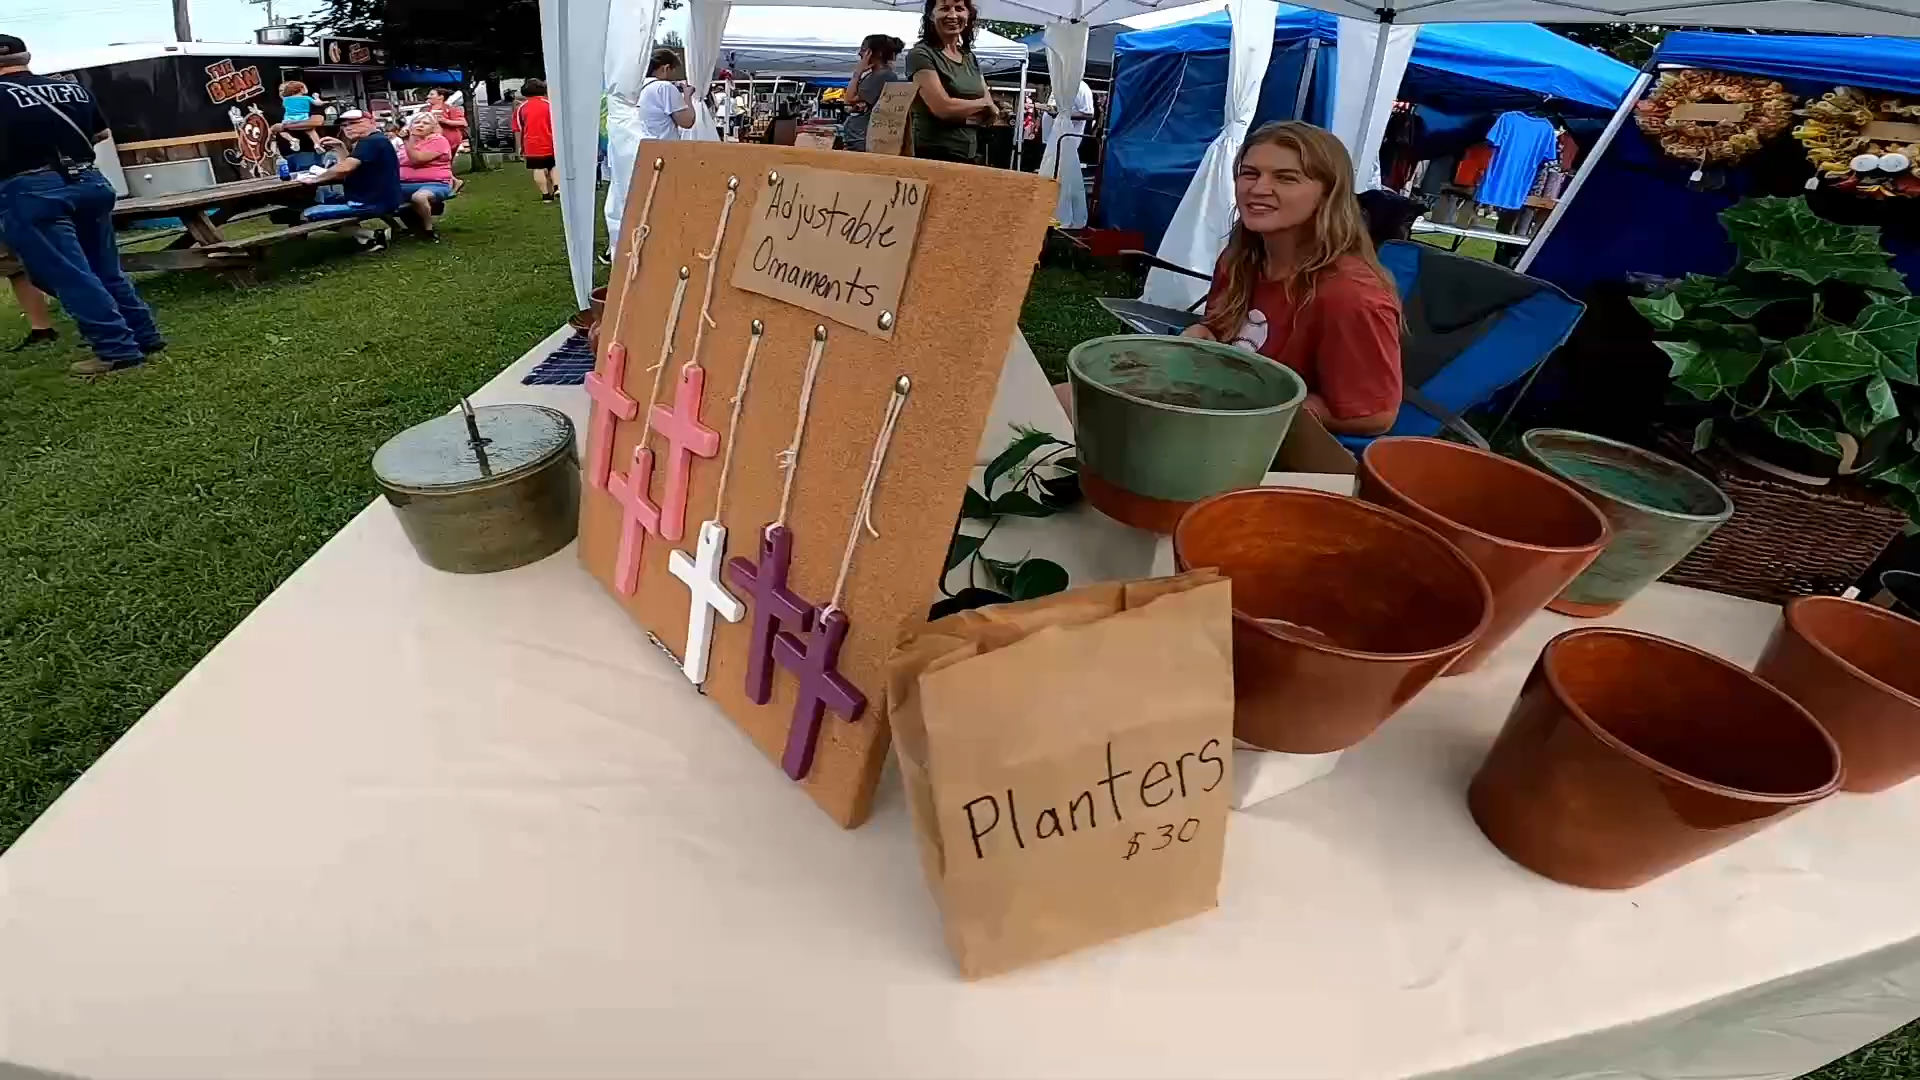 RVFD
THE
BEAN
$10
Adjustable
Ornaments
Planters
$30